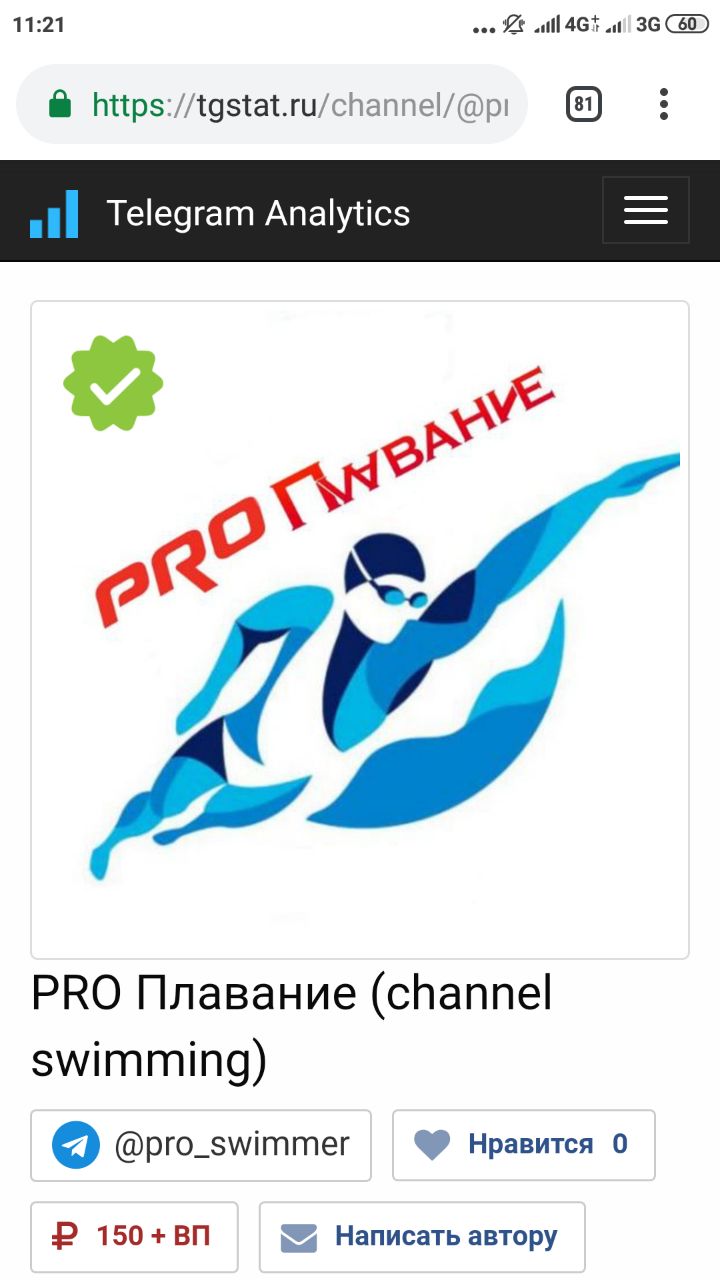 11:21
4G+ 3G 60
https://tgstat.ru/channel/@pr
81
Telegram Analytics
PRO ПЛАВАНИЕ
PRO Плавание (channel
swimming)
@pro_swimmer Нравится 0
₽ 150 + ВП Написать автору